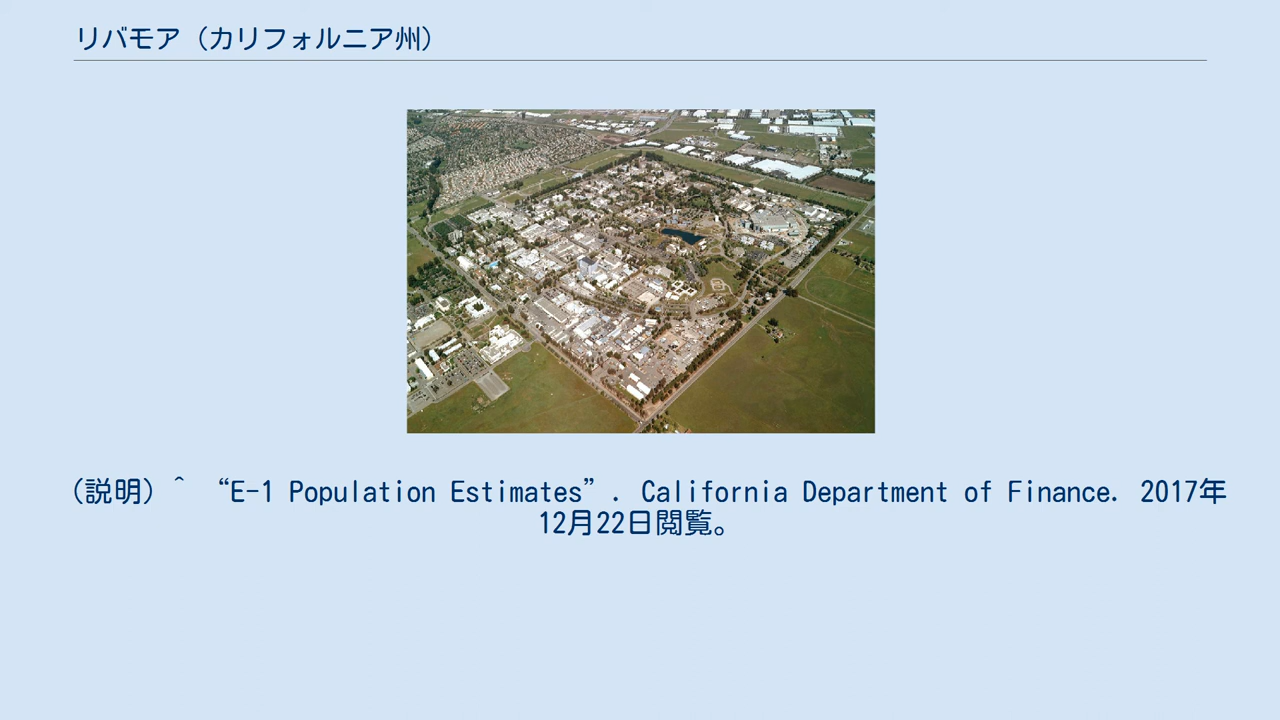 リバモア（カリフォルニア州）
（説明）^ “E-1 Population Estimates”. California Department of Finance. 2017年
12月22日閲覧。